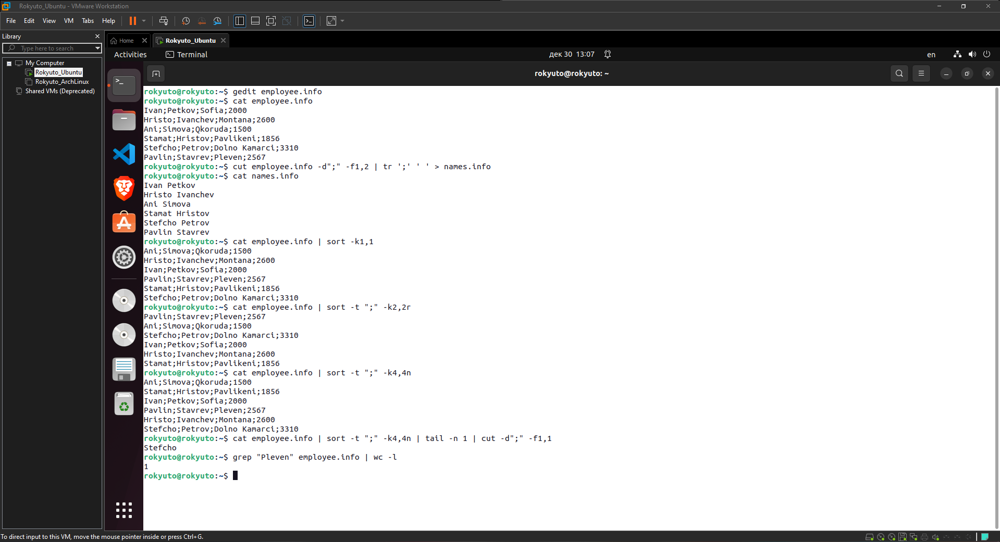 Rokyuto_Ubuntu - VMware Workstation
File Edit View VM Tabs Help
Library
Type here to search
My Computer
Rokyuto_Ubuntu
Rokyuto_ArchLinux
Shared VMs (Deprecated)
Home Rokyuto_Ubuntu
Activities Terminal дек 30 13:07 en
rokyuto@rokyuto: ~
rokyuto@rokyuto:~$ gedit employee.info
rokyuto@rokyuto:~$ cat employee.info
Ivan;Petkov;Sofia;2000
Hristo;Ivanchev;Montana;2600
Ani;Simova;Qkoruda;1500
Stamat;Hristov;Pavlikeni;1856
Stefcho;Petrov;Dolno Kamarci;3310
Pavlin;Stavrev;Pleven;2567
rokyuto@rokyuto:~$ cut employee.info -d";" -f1,2 | tr ';' ' ' > names.info
rokyuto@rokyuto:~$ cat names.info
Ivan Petkov
Hristo Ivanchev
Ani Simova
Stamat Hristov
Stefcho Petrov
Pavlin Stavrev
rokyuto@rokyuto:~$ cat employee.info | sort -k1,1
Ani;Simova;Qkoruda;1500
Hristo;Ivanchev;Montana;2600
Ivan;Petkov;Sofia;2000
Pavlin;Stavrev;Pleven;2567
Stamat;Hristov;Pavlikeni;1856
Stefcho;Petrov;Dolno Kamarci;3310
rokyuto@rokyuto:~$ cat employee.info | sort -t ";" -k2,2r
Pavlin;Stavrev;Pleven;2567
Ani;Simova;Qkoruda;1500
Stefcho;Petrov;Dolno Kamarci;3310
Ivan;Petkov;Sofia;2000
Hristo;Ivanchev;Montana;2600
Stamat;Hristov;Pavlikeni;1856
rokyuto@rokyuto:~$ cat employee.info | sort -t ";" -k4,4n
Ani;Simova;Qkoruda;1500
Stamat;Hristov;Pavlikeni;1856
Ivan;Petkov;Sofia;2000
Pavlin;Stavrev;Pleven;2567
Hristo;Ivanchev;Montana;2600
Stefcho;Petrov;Dolno Kamarci;3310
rokyuto@rokyuto:~$ cat employee.info | sort -t ";" -k4,4n | tail -n 1 | cut -d";" -f1,1
Stefcho
rokyuto@rokyuto:~$ grep "Pleven" employee.info | wc -l
1
rokyuto@rokyuto:~$
To direct input to this VM, move the mouse pointer inside or press Ctrl+G.